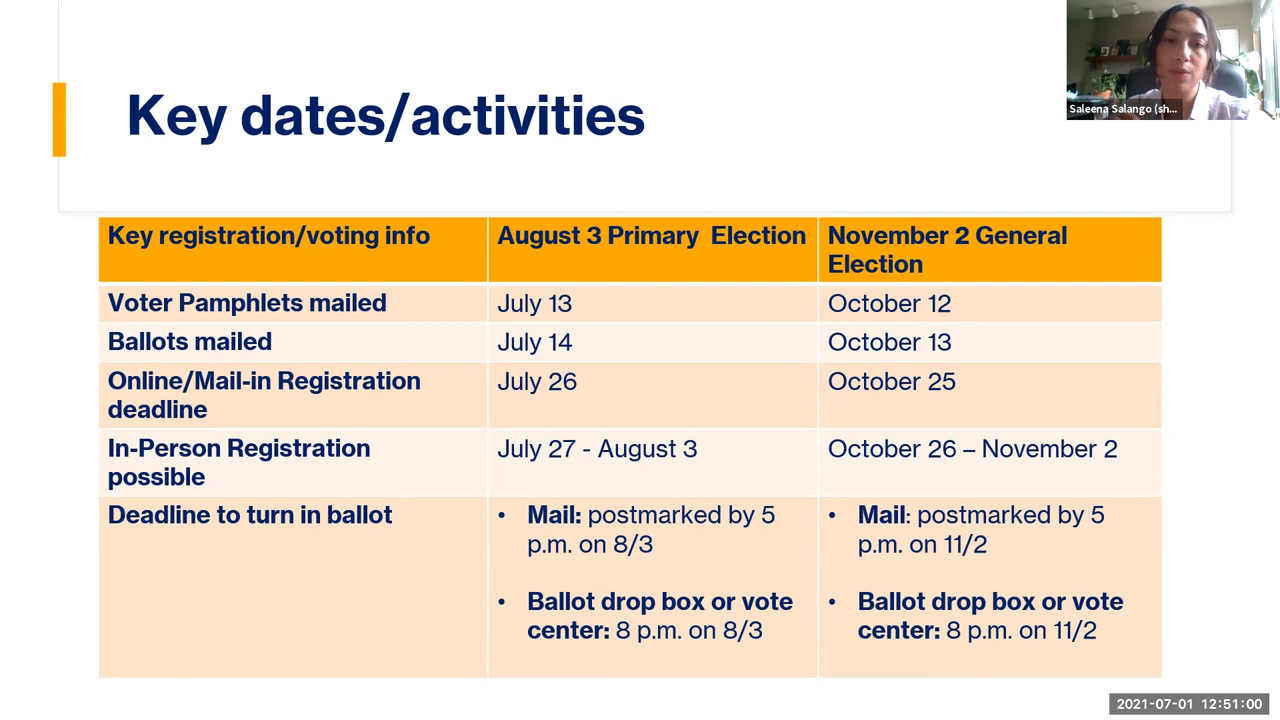 Key dates/activities
Saleena Salango (sh...
Key registration/voting info
August 3 Primary  Election
November 2 General
Election
Voter Pamphlets mailed
July 13
October 12
Ballots mailed
July 14
October 13
Online/Mail-in Registration
deadline
July 26
October 25
In-Person Registration
possible
July 27 - August 3
October 26 – November 2
Deadline to turn in ballot
• Mail: postmarked by 5
p.m. on 8/3
• Ballot drop box or vote
center: 8 p.m. on 8/3
• Mail: postmarked by 5
p.m. on 11/2
• Ballot drop box or vote
center: 8 p.m. on 11/2
2021-07-01 12:51:00